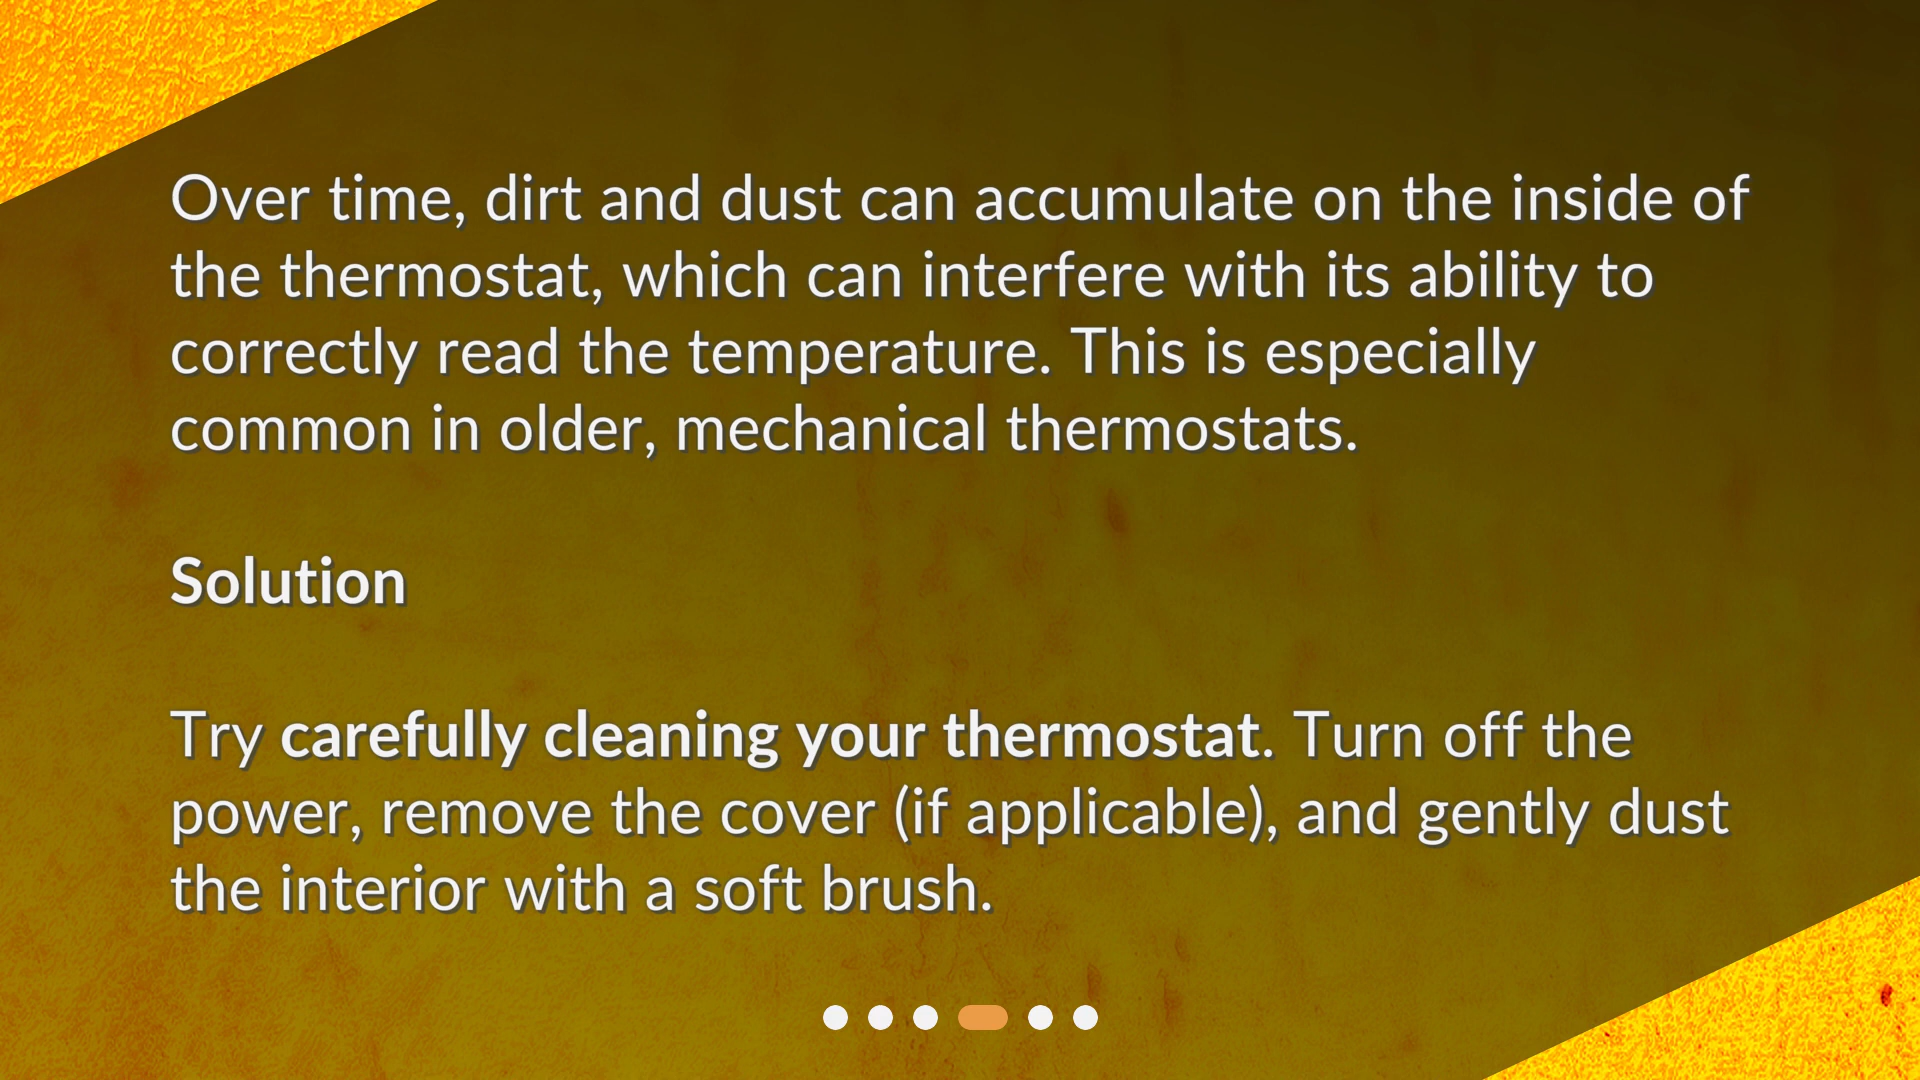 Over time, dirt and dust can accumulate on the inside of
the thermostat, which can interfere with its ability to
correctly read the temperature. This is especially
common in older, mechanical thermostats.
Solution
Try carefully cleaning your thermostat. Turn off the
power, remove the cover (if applicable), and gently dust
the interior with a soft brush.